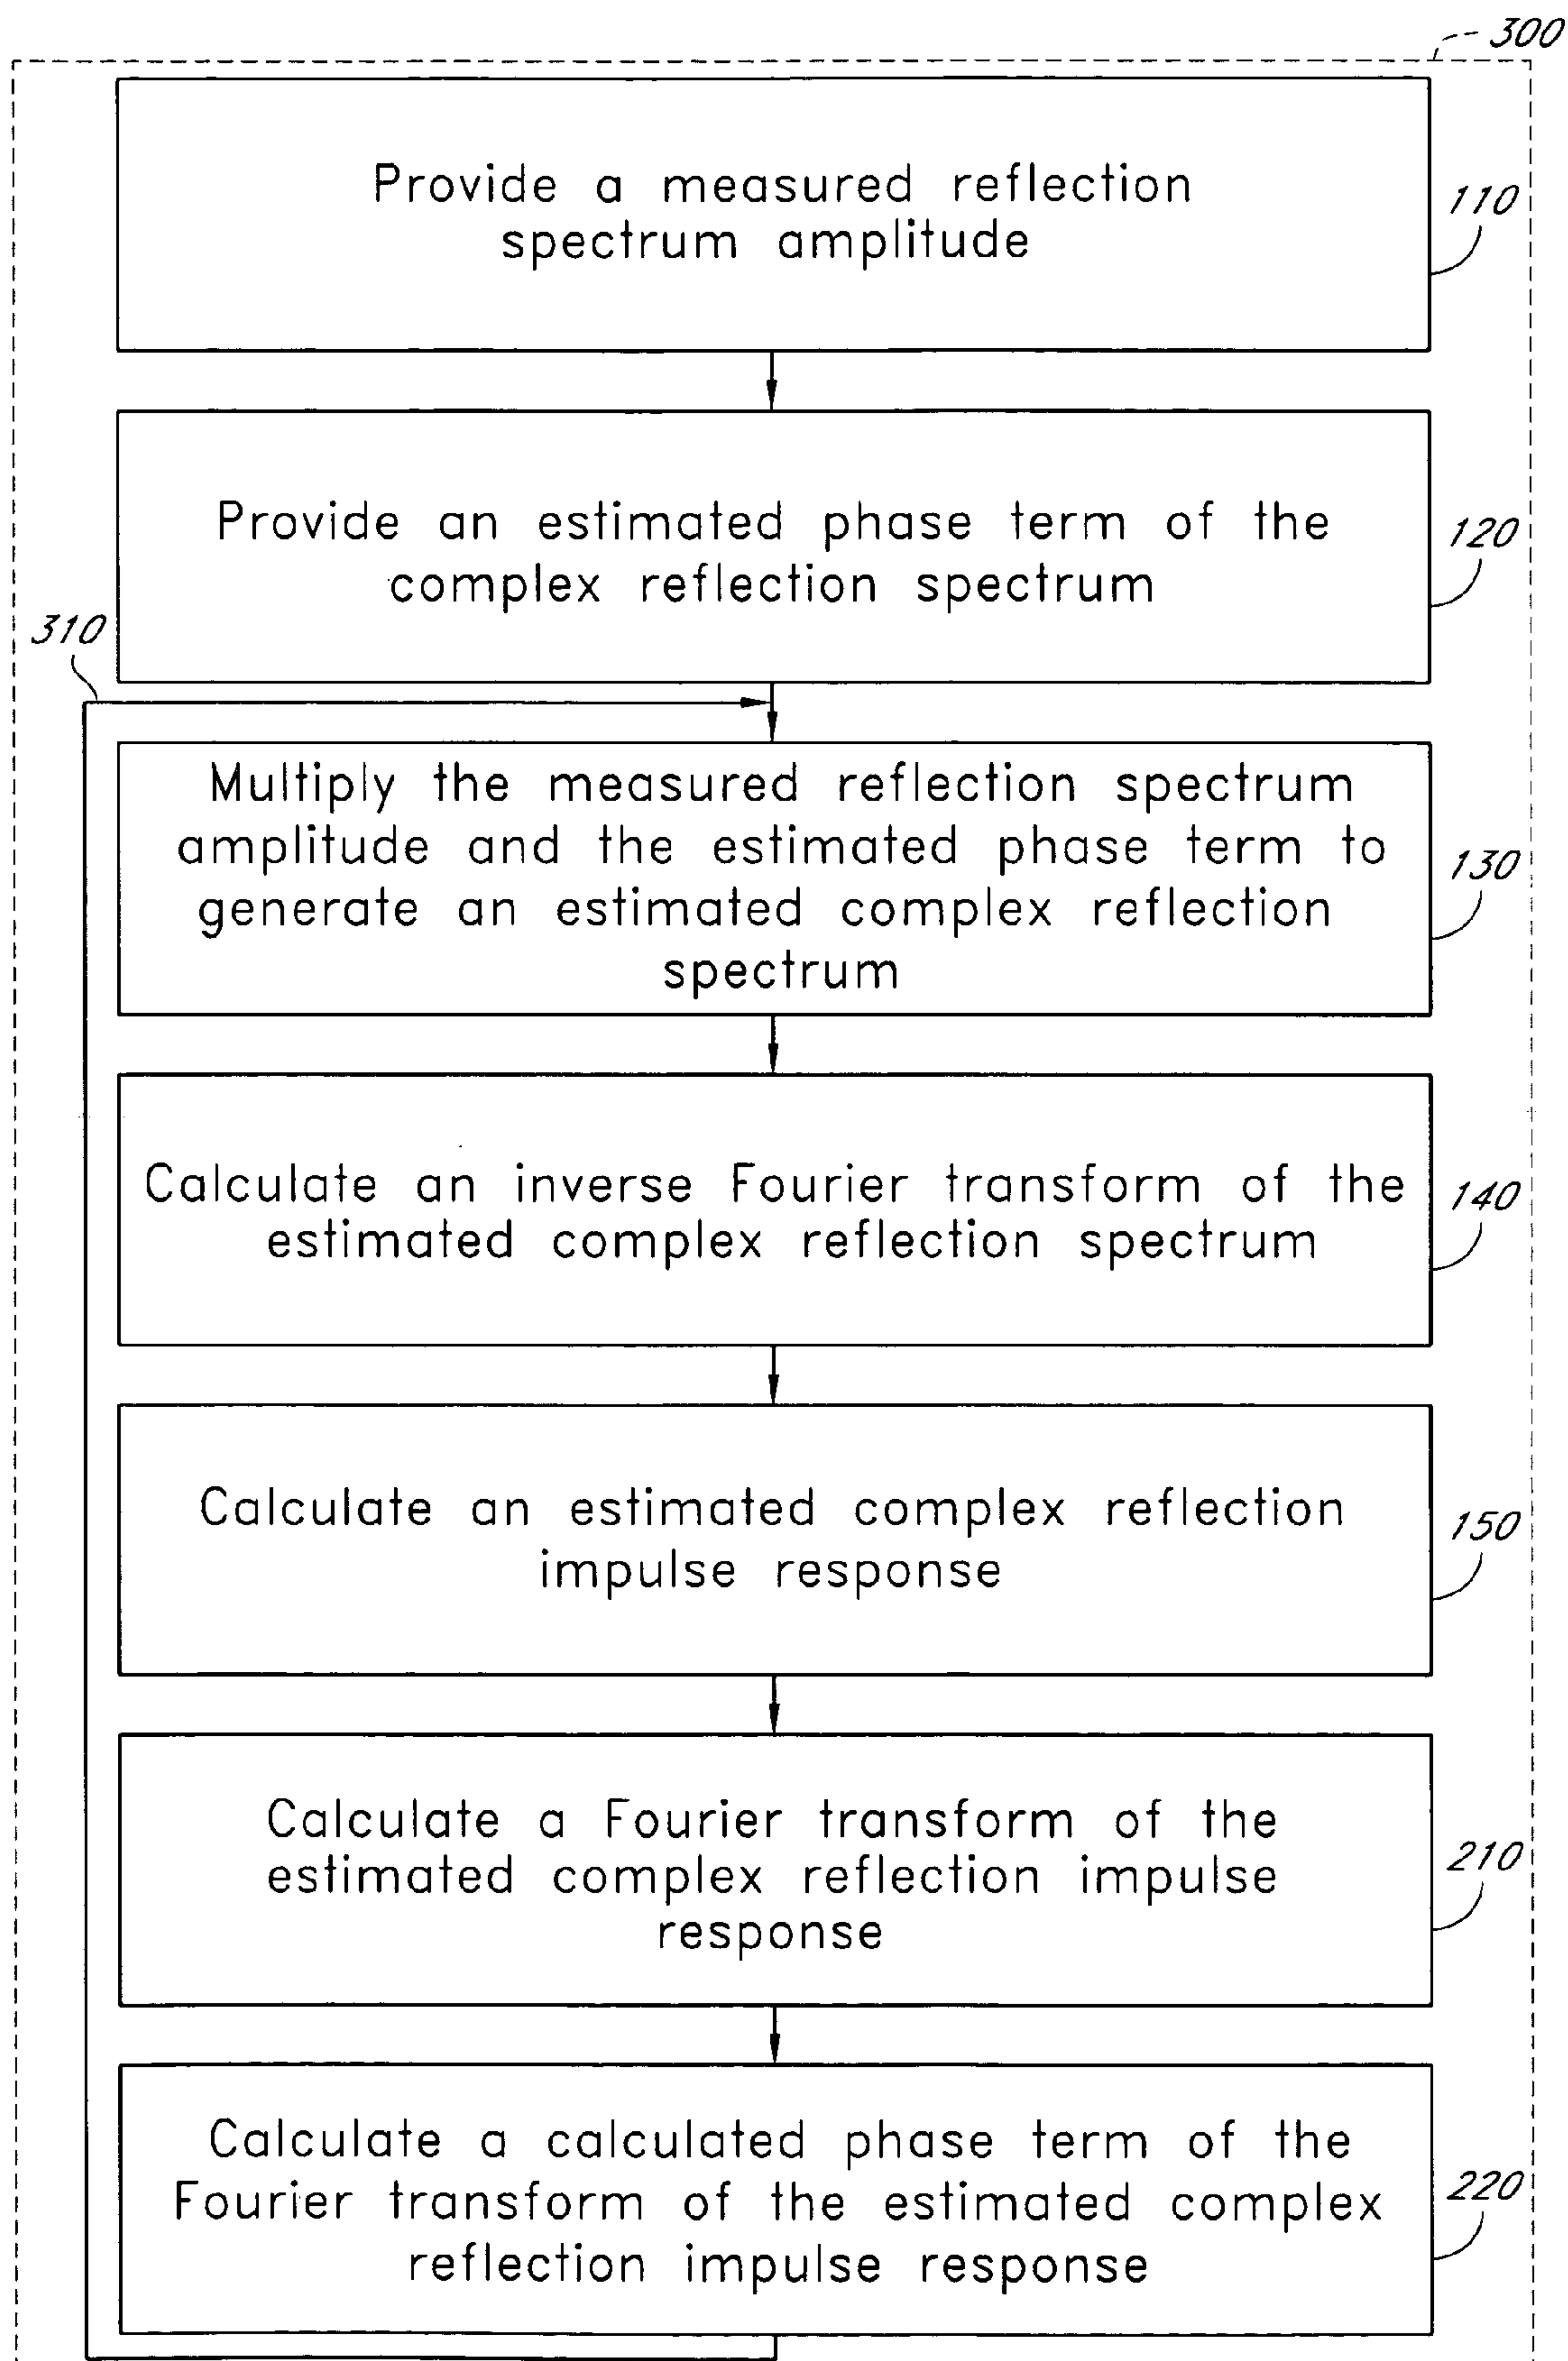 300
Provide a measured reflection
spectrum amplitude
110
Provide an estimated phase term of the
complex reflection spectrum
120
310
Multiply the measured reflection spectrum
amplitude and the estimated phase term to
generate an estimated complex reflection
spectrum
130
Calculate an inverse Fourier transform of the
estimated complex reflection spectrum
140
Calculate an estimated complex reflection
impulse response
150
Calculate a Fourier transform of the
estimated complex reflection impulse
response
210
Calculate a calculated phase term of the
Fourier transform of the estimated complex
reflection impulse response
220